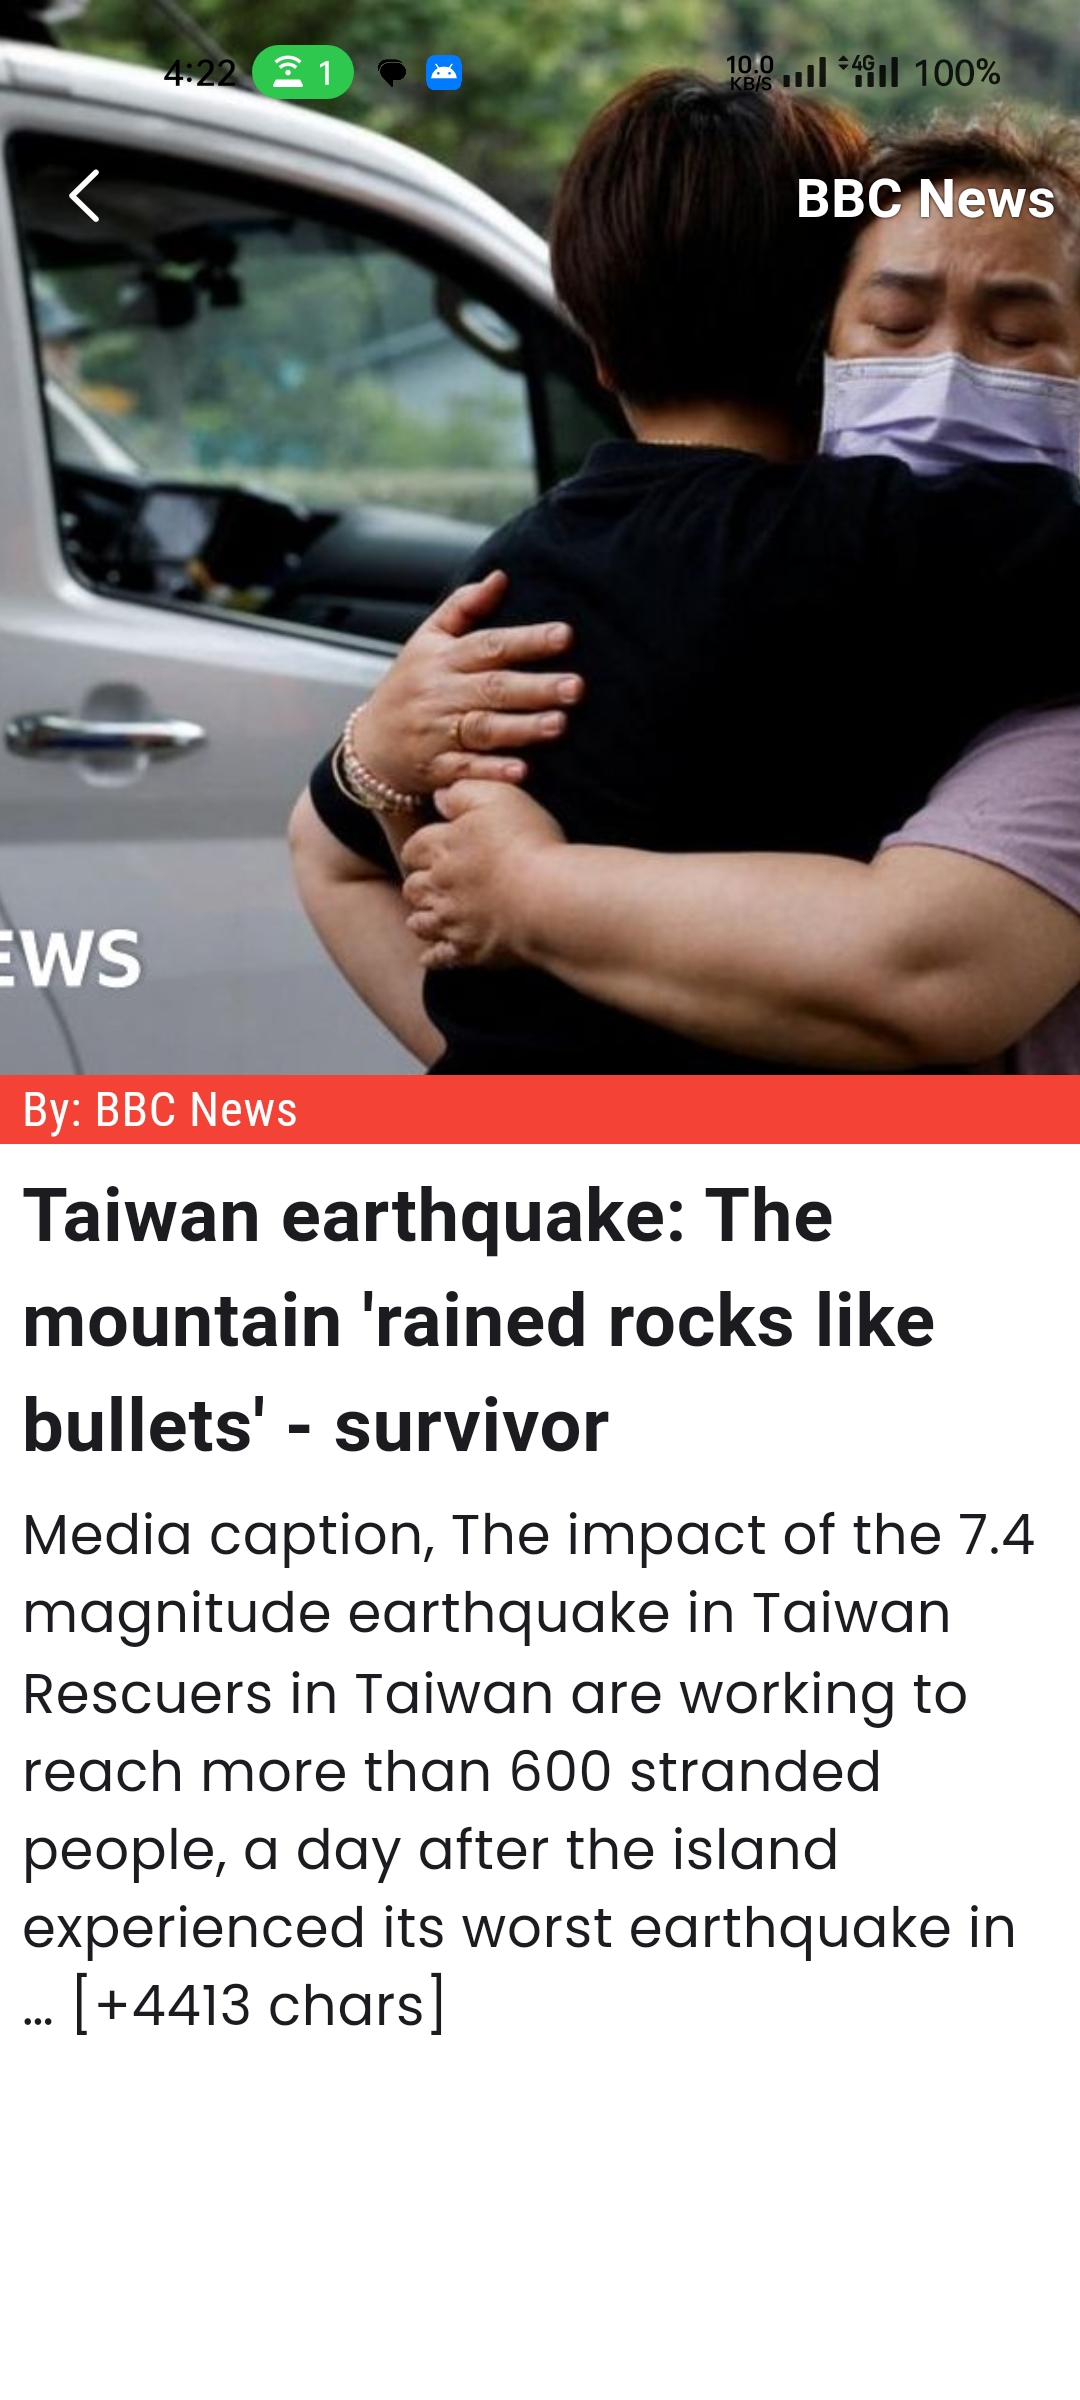 4:22 1 10.0 KB/S 4G 100%
BBC News
EWS
By: BBC News
Taiwan earthquake: The
mountain 'rained rocks like
bullets' - survivor
Media caption, The impact of the 7.4
magnitude earthquake in Taiwan
Rescuers in Taiwan are working to
reach more than 600 stranded
people, a day after the island
experienced its worst earthquake in
… [+4413 chars]